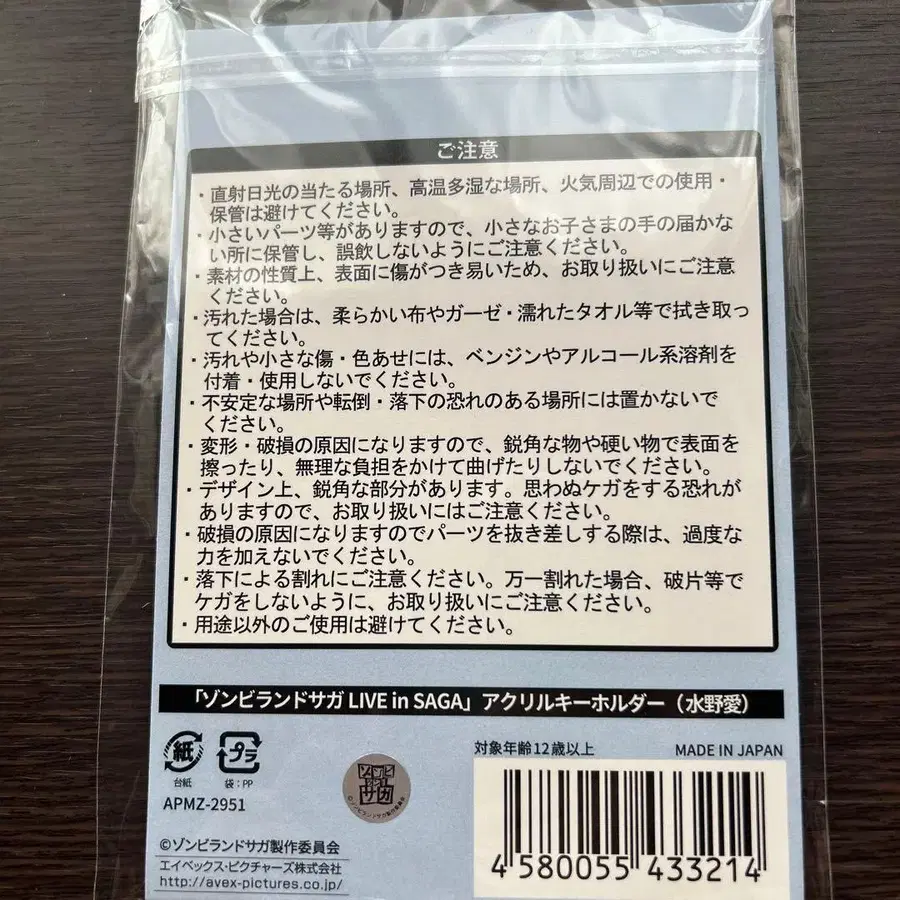 ご注意
・直射日光の当たる場所、高温多湿な場所、火気周辺での使用・
保管は避けてください。
・小さいパーツ等がありますので、小さなお子さまの手の届かな
い所に保管し、誤飲しないようにご注意ください。
・素材の性質上、表面に傷がつき易いため、お取り扱いにご注意
ください。
・汚れた場合は、柔らかい布やガーゼ・濡れたタオル等で拭き取っ
てください。
・汚れや小さな傷・色あせには、ベンジンやアルコール系溶剤を
付着・使用しないでください。
・不安定な場所や転倒・落下の恐れのある場所には置かないで
ください。
・変形・破損の原因になりますので、鋭角な物や硬い物で表面を
擦ったり、無理な負担をかけて曲げたりしないでください。
・デザイン上、鋭角な部分があります。思わぬケガをする恐れが
ありますので、お取り扱いにはご注意ください。
・破損の原因になりますのでパーツを抜き差しする際は、過度な
力を加えないでください。
・落下による割れにご注意ください。万一割れた場合、破片等で
ケガをしないように、お取り扱いにご注意ください。
・用途以外のご使用は避けてください。
「ゾンビランドサガ LIVE in SAGA」アクリルキーホルダー（水野愛）
紙
台紙
プラ
袋：PP
APMZ-2951
ゾンビ
ランド
サガ
©ゾンビランドサガ製作委員会
対象年齢12歳以上
MADE IN JAPAN
©ゾンビランドサガ製作委員会
エイベックス・ピクチャーズ株式会社
http://avex-pictures.co.jp/
4 580055 433214